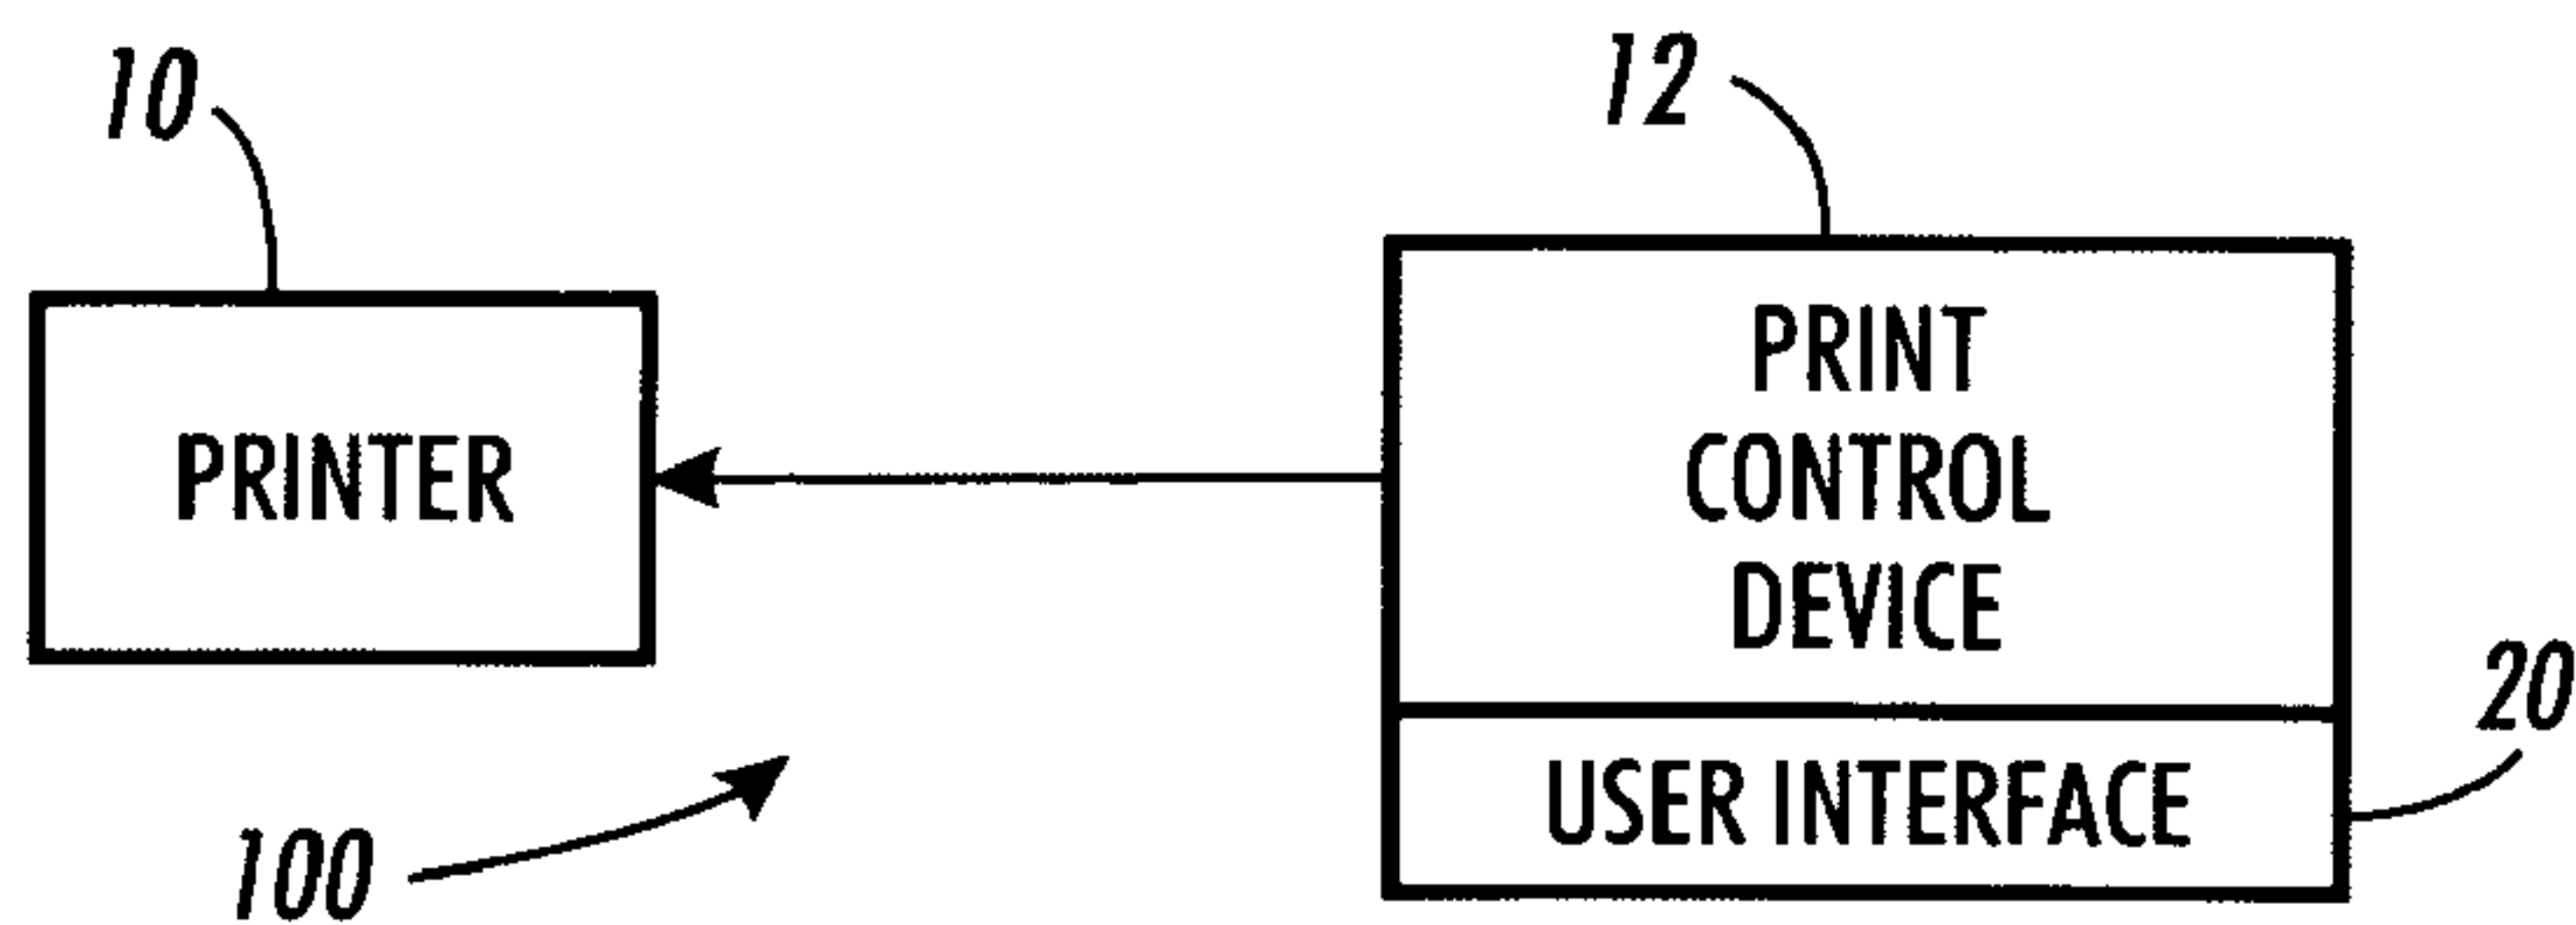 10
12
PRINTER
PRINT
CONTROL
DEVICE
20
USER INTERFACE
100